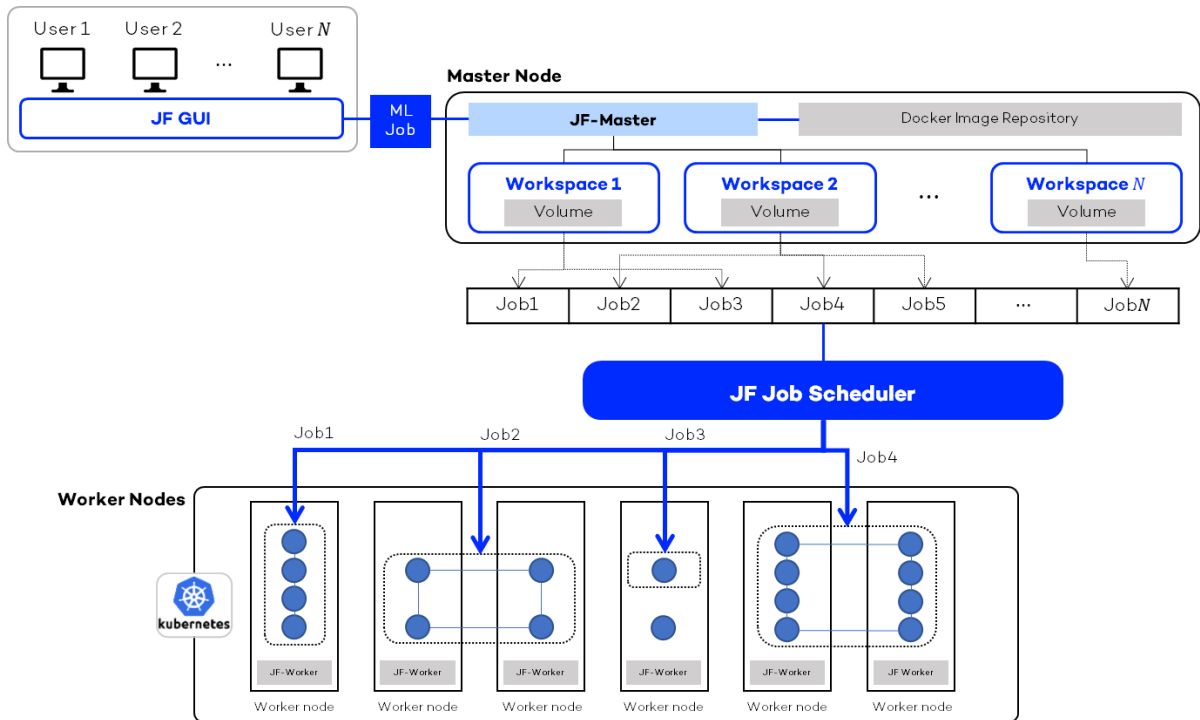 User 1 User 2 ... User N
JF GUI
ML
Job
Master Node
JF-Master
Docker Image Repository
Workspace 1
Volume
Workspace 2
Volume
...
Workspace N
Volume
Job1 Job2 Job3 Job4 Job5 ... JobN
JF Job Scheduler
Job1 Job2 Job3 Job4
Worker Nodes
kubernetes
JF-Worker JF-Worker JF-Worker JF-Worker JF-Worker JF Worker
Worker node Worker node Worker node Worker node Worker node Worker node